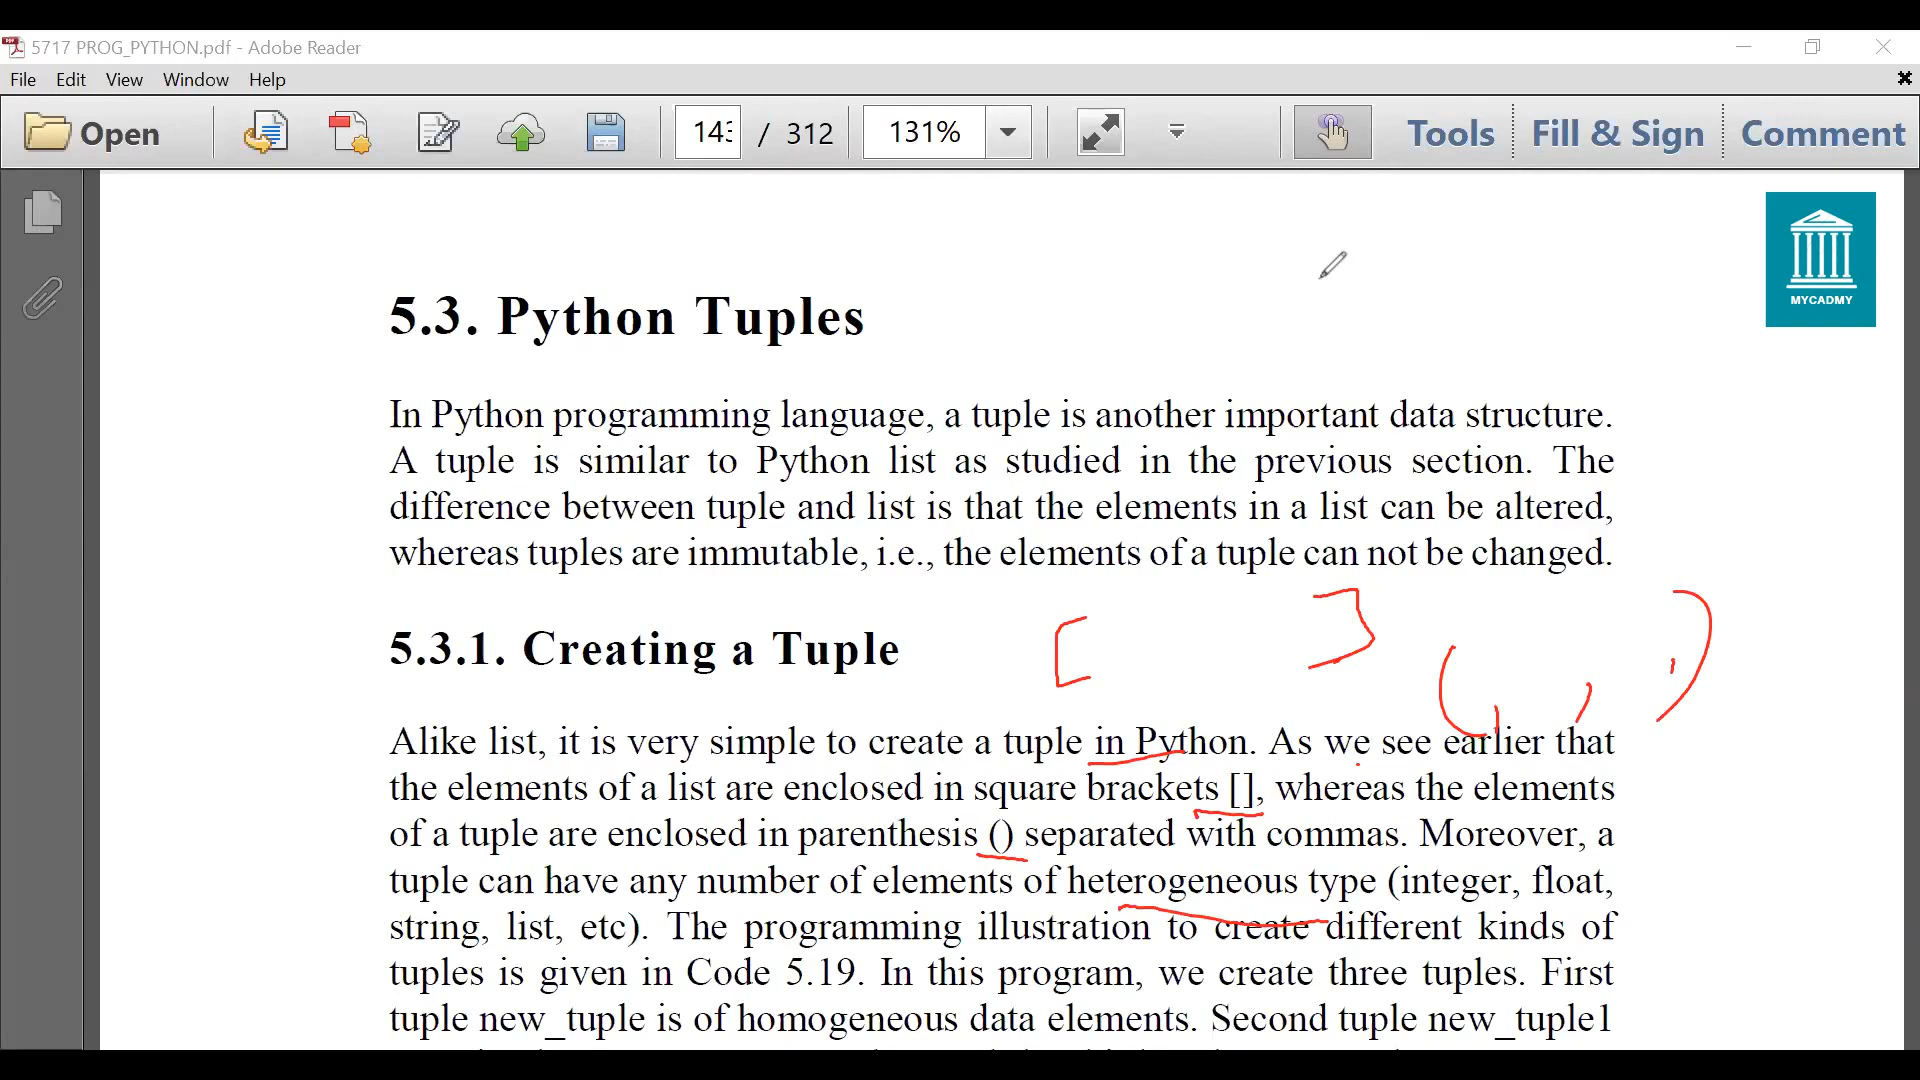 5717 PROG_PYTHON.pdf - Adobe Reader
File Edit View Window Help
Open 143 / 312 131% Tools Fill & Sign Comment
MYCADMY
5.3. Python Tuples
In Python programming language, a tuple is another important data structure.
A tuple is similar to Python list as studied in the previous section. The
difference between tuple and list is that the elements in a list can be altered,
whereas tuples are immutable, i.e., the elements of a tuple can not be changed.
[ ] ( , , , )
5.3.1. Creating a Tuple
Alike list, it is very simple to create a tuple in Python. As we see earlier that
the elements of a list are enclosed in square brackets [], whereas the elements
of a tuple are enclosed in parenthesis () separated with commas. Moreover, a
tuple can have any number of elements of heterogeneous type (integer, float,
string, list, etc). The programming illustration to create different kinds of
tuples is given in Code 5.19. In this program, we create three tuples. First
tuple new_tuple is of homogeneous data elements. Second tuple new_tuple1